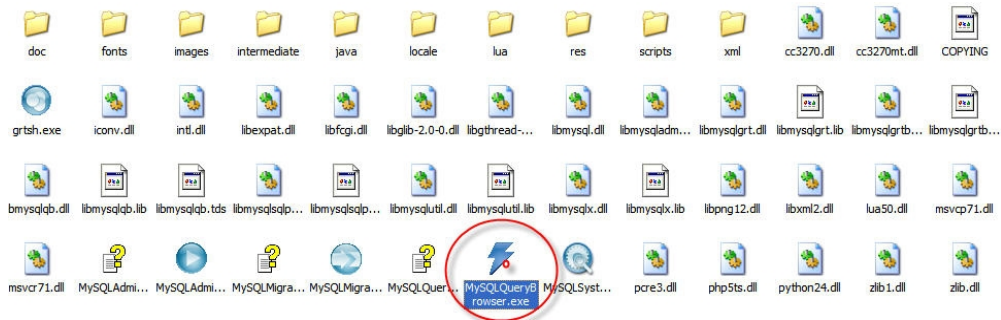 doc fonts images intermediate java locale lua res scripts xml cc3270.dll cc3270mt.dll COPYING
grtsh.exe iconv.dll intl.dll libexpat.dll libfcgi.dll libglib-2.0-0.dll libgthread-... libmysql.dll libmysqladm... libmysqlgrt.dll libmysqlgrt.lib libmysqlgrtb... libmysqlgrtb...
bmysqlqb.dll libmysqlqb.lib libmysqlqb.tds libmysqlsqlp... libmysqlsqlp... libmysqlutil.dll libmysqlutil.lib libmysqlx.dll libmysqlx.lib libpng12.dll libxml2.dll lua50.dll msvcp71.dll
msvcr71.dll MySQLAdmi... MySQLAdmi... MySQLMigra... MySQLMigra... MySQLQuer... MySQLQueryB MySQLSyst... pcre3.dll php5ts.dll python24.dll zlib1.dll zlib.dll
rowser.exe